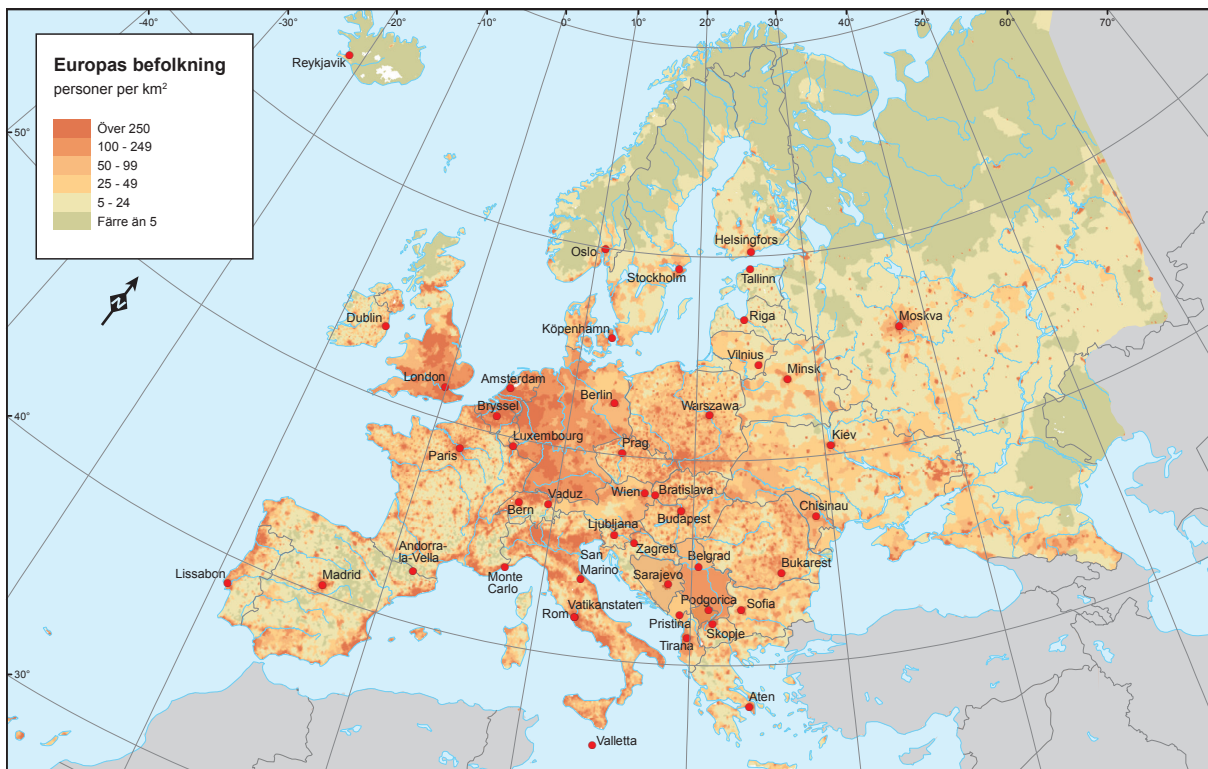 -40°
-30°
-20°
-10°
0°
10°
20°
30°
40°
50°
60°
70°
Europas befolkning
personer per km²
Över 250
100 - 249
50 - 99
25 - 49
5 - 24
Färre än 5
N
50°
40°
30°
Reykjavik
Oslo
Helsingfors
Stockholm
Tallinn
Dublin
Köpenhamn
Riga
Moskva
Vilnius
Minsk
London
Amsterdam
Berlin
Bryssel
Warszawa
Luxembourg
Prag
Kiev
Paris
Wien
Bratislava
Vaduz
Bern
Budapest
Chisinau
Ljubljana
Zagreb
Andorra-
la-Vella
San
Marino
Belgrad
Bukarest
Lissabon
Madrid
Monte
Carlo
Sarajevo
Vatikanstaten
Podgorica
Sofia
Rom
Pristina
Skopje
Tirana
Aten
Valletta